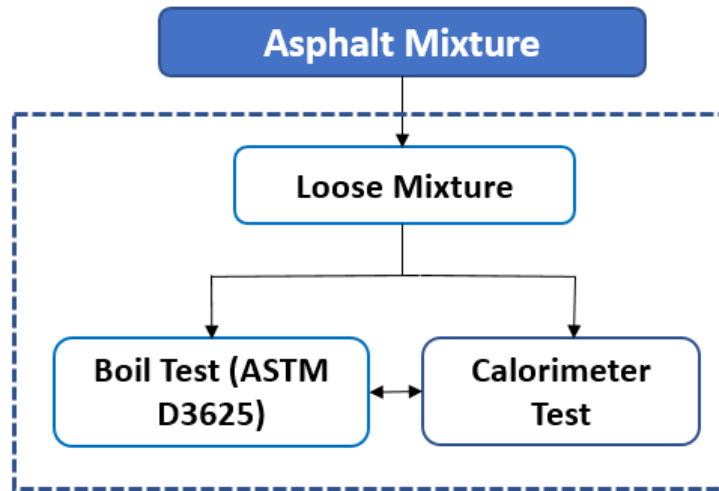 Asphalt Mixture
Loose Mixture
Boil Test (ASTM
D3625)
Calorimeter
Test